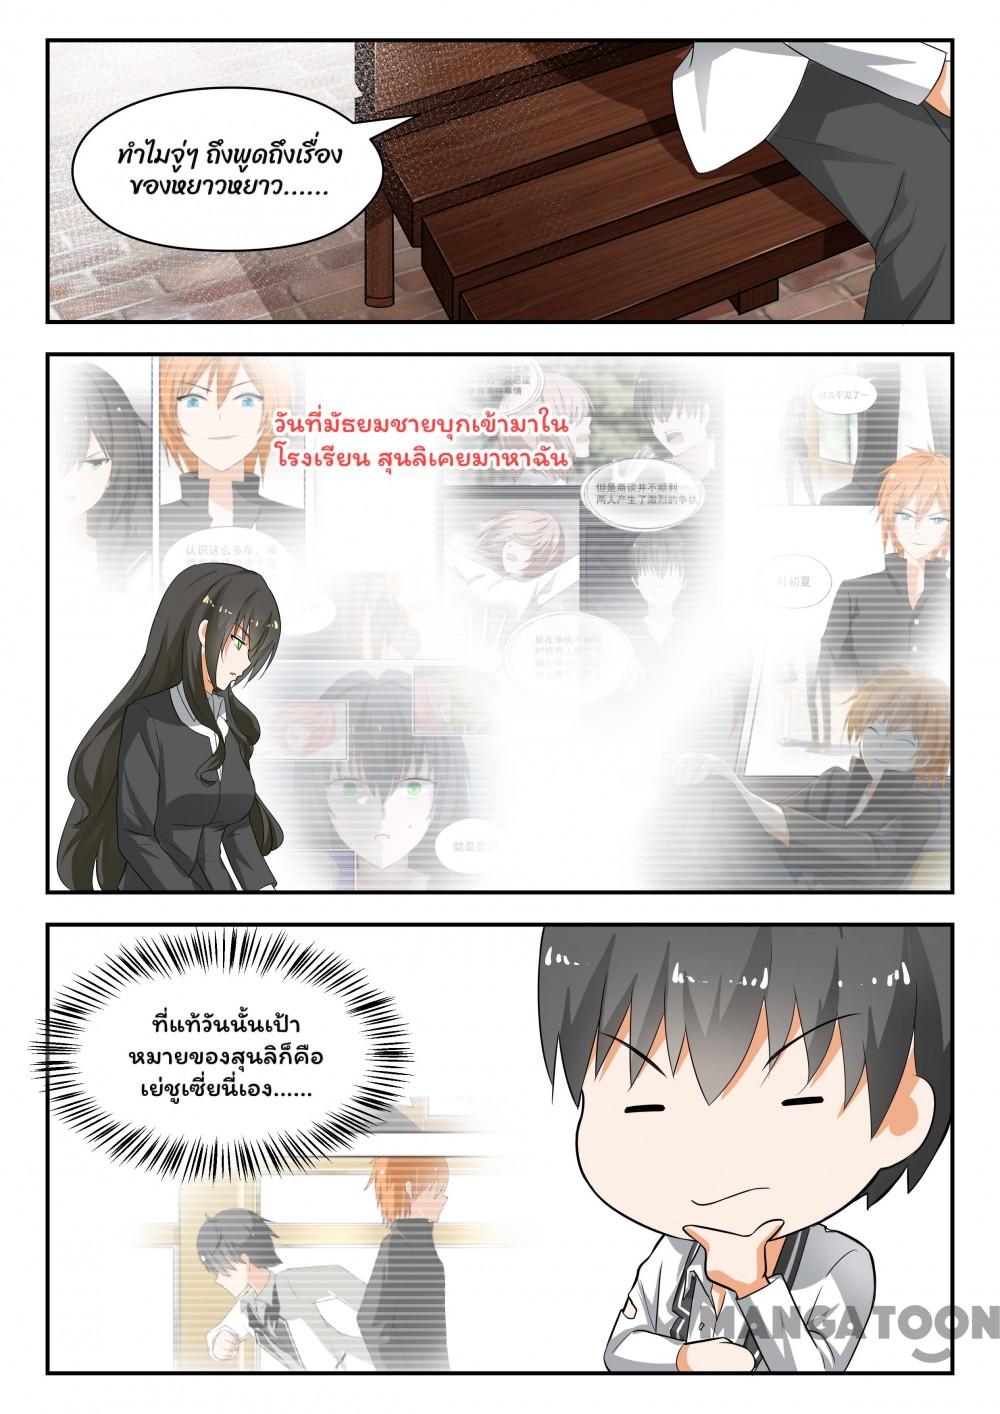 ทำไมจู่ๆ ถึงพูดถึงเรื่อง
ของหยาวหยาว......
วันที่มัธยมชายบุกเข้ามาใน
โรงเรียน สุนลิเคยมาหาฉัน
好久不见了~
但是商谈并不顺利
两人产生了激烈的争执
认识这么多年，
叶初夏
就是委
ที่แท้วันนั้นเป้า
หมายของสุนลิก็คือ
เย่ชูเซี่ยนี่เอง......
MANGATOON